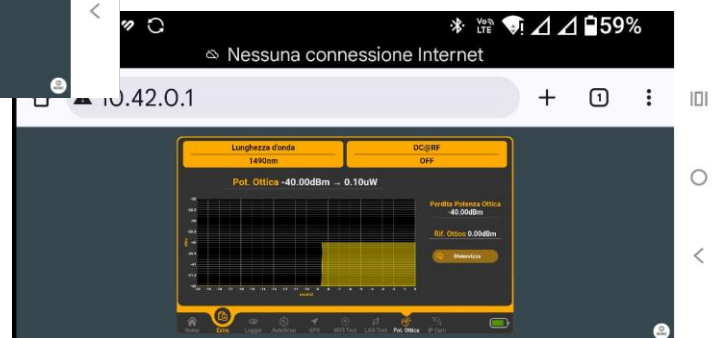 59%
Nessuna connessione Internet
10.42.0.1
Lunghezza d'onda
1490nm
DC@RF
OFF
Pot. Ottica -40.00dBm → 0.10uW
Perdita Potenza Ottica
-40.00dBm
Rif. Ottico 0.00dBm
Memorizza
Home Extra Logger AutoScan GPS WiFi Test LAN Test Pot. Ottica IP Cam